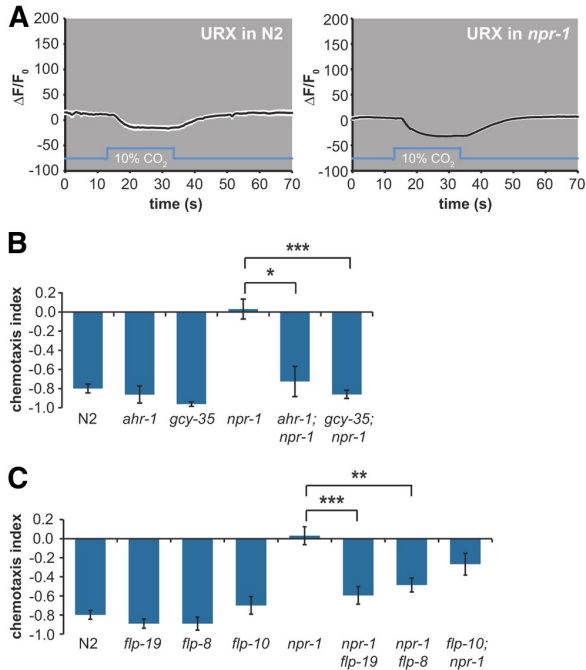 A
URX in N2
URX in npr-1
ΔF/F0
200
150
100
50
0
-50
-100
10% CO2
0 10 20 30 40 50 60 70
time (s)
ΔF/F0
200
150
100
50
0
-50
-100
10% CO2
0 10 20 30 40 50 60 70
time (s)
B
chemotaxis index
0.2
0.0
-0.2
-0.4
-0.6
-0.8
-1.0
***
*
N2 ahr-1 gcy-35 npr-1 ahr-1; gcy-35;
npr-1 npr-1
C
chemotaxis index
0.2
0.0
-0.2
-0.4
-0.6
-0.8
-1.0
**
***
N2 flp-19 flp-8 flp-10 npr-1 npr-1 npr-1 flp-10;
flp-19 flp-8 npr-1